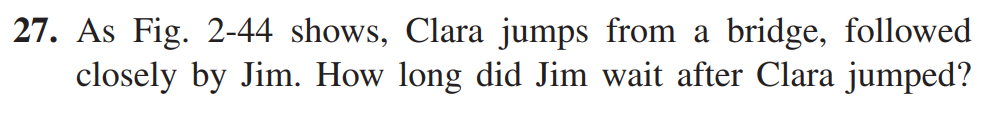 27. As Fig. 2-44 shows, Clara jumps from a bridge, followed
closely by Jim. How long did Jim wait after Clara jumped?